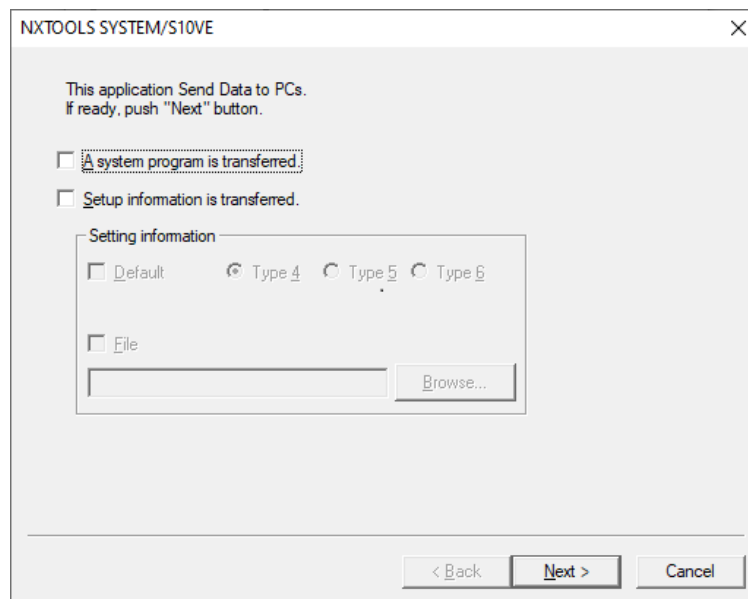 NXTOOLS SYSTEM/S10VE
This application Send Data to PCs.
If ready, push "Next" button.
A system program is transferred.
Setup information is transferred.
Setting information
Default Type 4 Type 5 Type 6
File
Browse...
< Back Next > Cancel